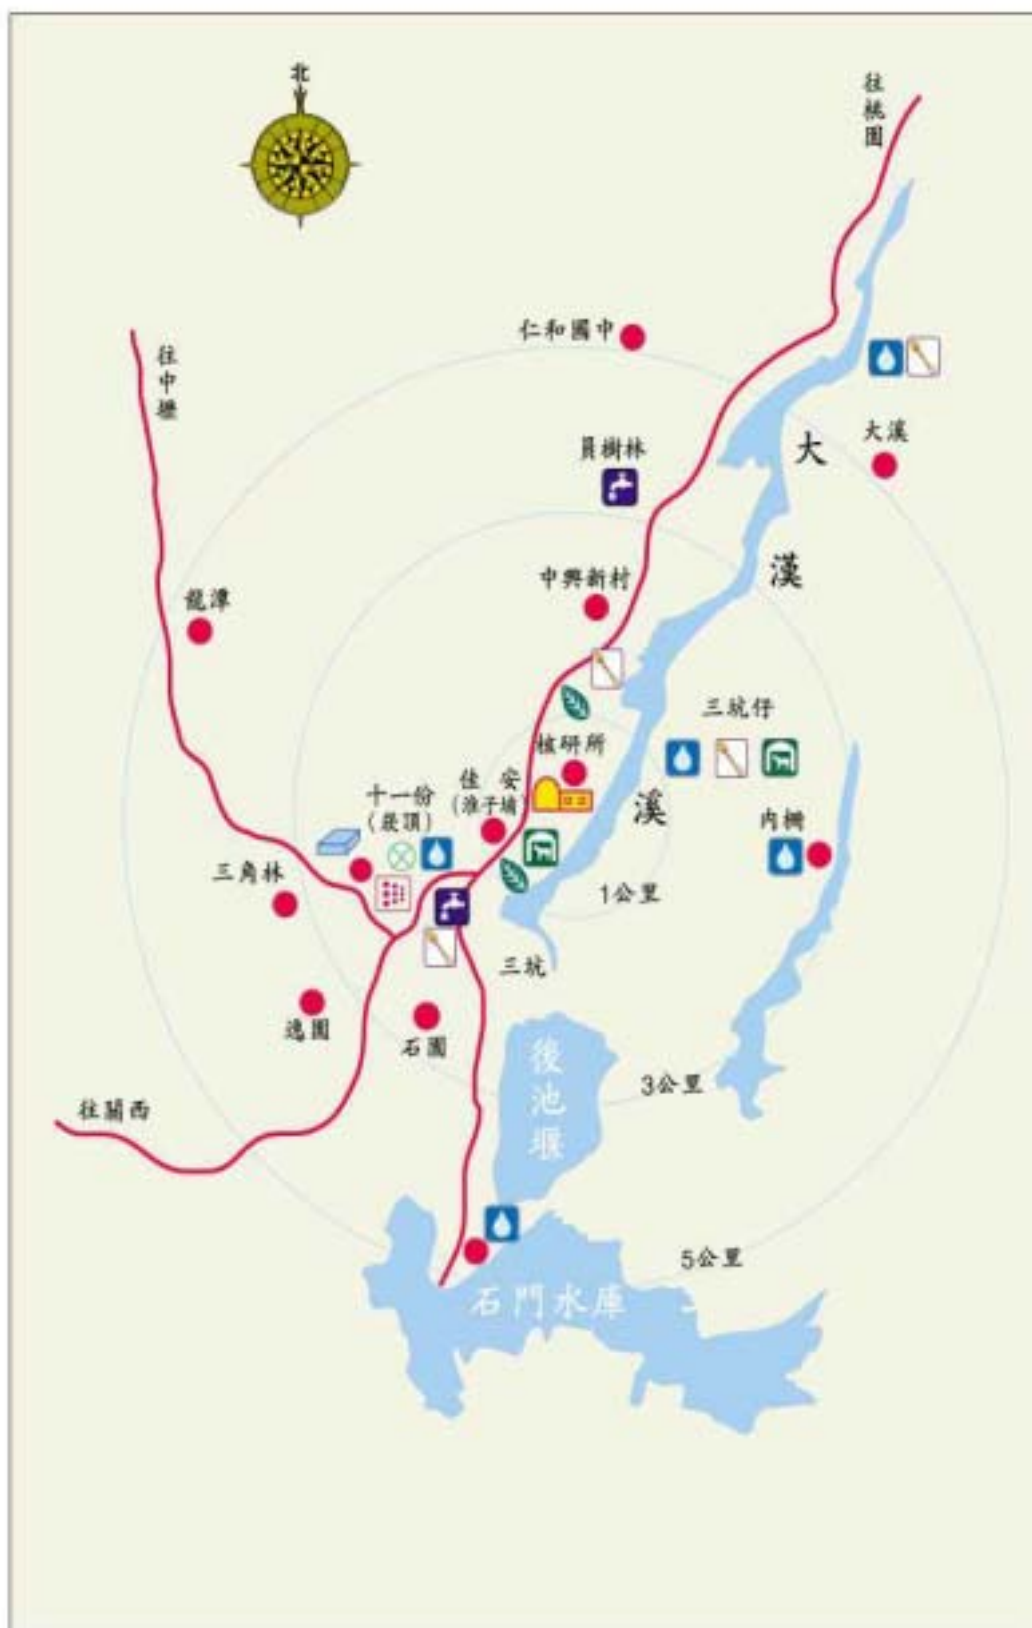 北
往桃園
仁和國中
往中壢
大溪
員樹林
大漢溪
中興新村
龍潭
三坑仔
核研所
佳安
(淮子埔)
十一份
(崁頂)
內柵
三角林
1公里
三坑
逸園
石園
後池堰
3公里
往關西
5公里
石門水庫